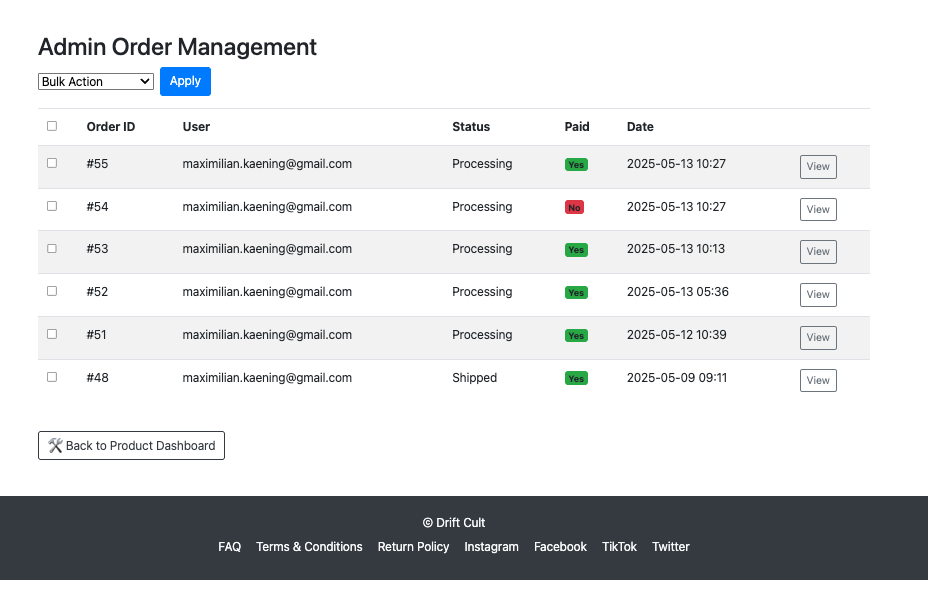 Admin Order Management
Bulk Action Apply
Order ID User Status Paid Date
#55 maximilian.kaening@gmail.com Processing Yes 2025-05-13 10:27 View
#54 maximilian.kaening@gmail.com Processing No 2025-05-13 10:27 View
#53 maximilian.kaening@gmail.com Processing Yes 2025-05-13 10:13 View
#52 maximilian.kaening@gmail.com Processing Yes 2025-05-13 05:36 View
#51 maximilian.kaening@gmail.com Processing Yes 2025-05-12 10:39 View
#48 maximilian.kaening@gmail.com Shipped Yes 2025-05-09 09:11 View
🛠 Back to Product Dashboard
© Drift Cult
FAQ Terms & Conditions Return Policy Instagram Facebook TikTok Twitter